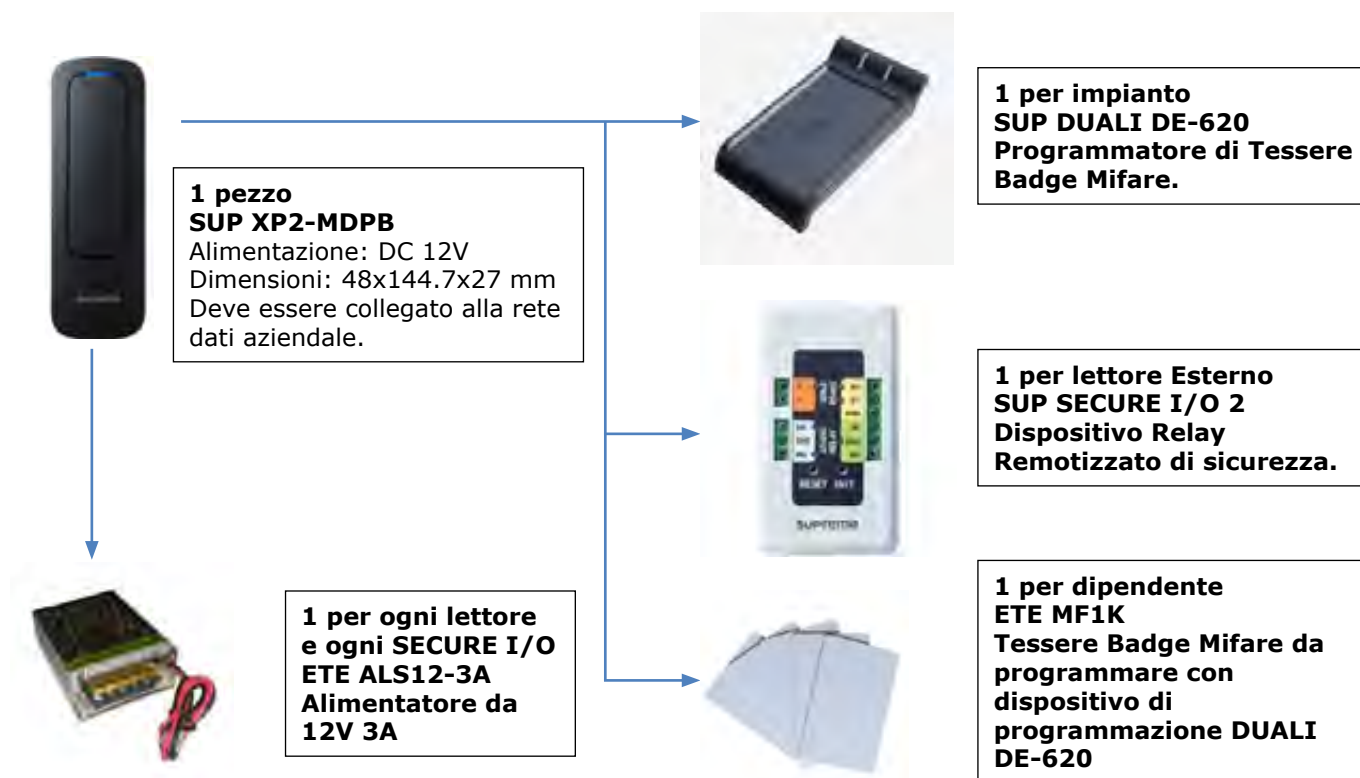 1 per impianto
SUP DUALI DE-620
Programmatore di Tessere
Badge Mifare.
1 pezzo
SUP XP2-MDPB
Alimentazione: DC 12V
Dimensioni: 48x144.7x27 mm
Deve essere collegato alla rete
dati aziendale.
1 per lettore Esterno
SUP SECURE I/O 2
Dispositivo Relay
Remotizzato di sicurezza.
RESET INIT
suprema
1 per ogni lettore
e ogni SECURE I/O
ETE ALS12-3A
Alimentatore da
12V 3A
1 per dipendente
ETE MF1K
Tessere Badge Mifare da
programmare con
dispositivo di
programmazione DUALI
DE-620